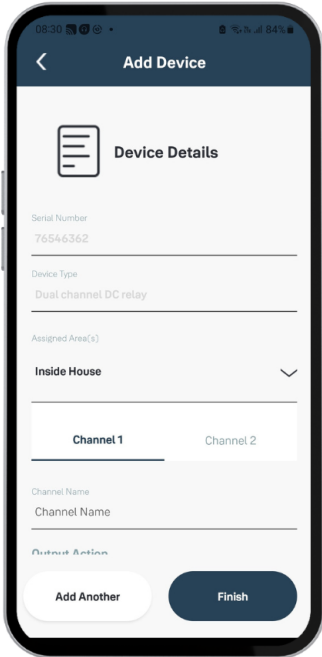 08:30
84%
Add Device
Device Details
Serial Number
76546362
Device Type
Dual channel DC relay
Assigned Area(s)
Inside House
Channel 1 Channel 2
Channel Name
Channel Name
Output Action
Add Another Finish